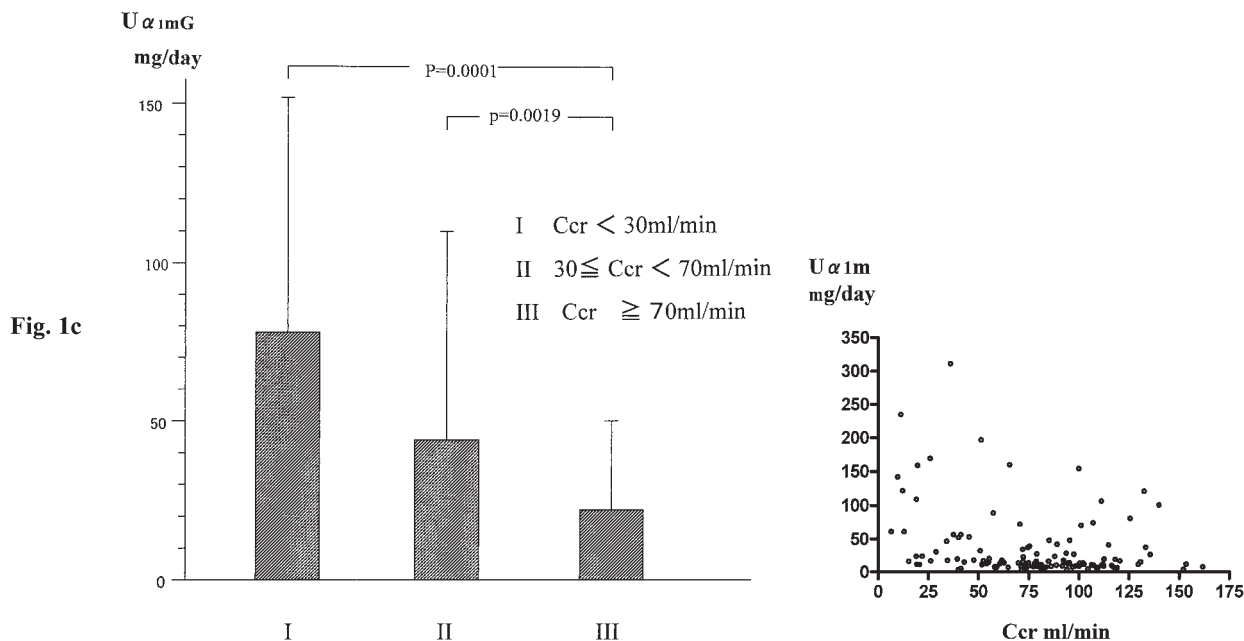 U α1mG
mg/day
P=0.0001
150
p=0.0019
I Ccr < 30ml/min
100
II 30≦ Ccr < 70ml/min
III Ccr ≧ 70ml/min
Fig. 1c
50
0
I II III
U α1m
mg/day
350
300
250
200
150
100
50
0
0 25 50 75 100 125 150 175
Ccr ml/min